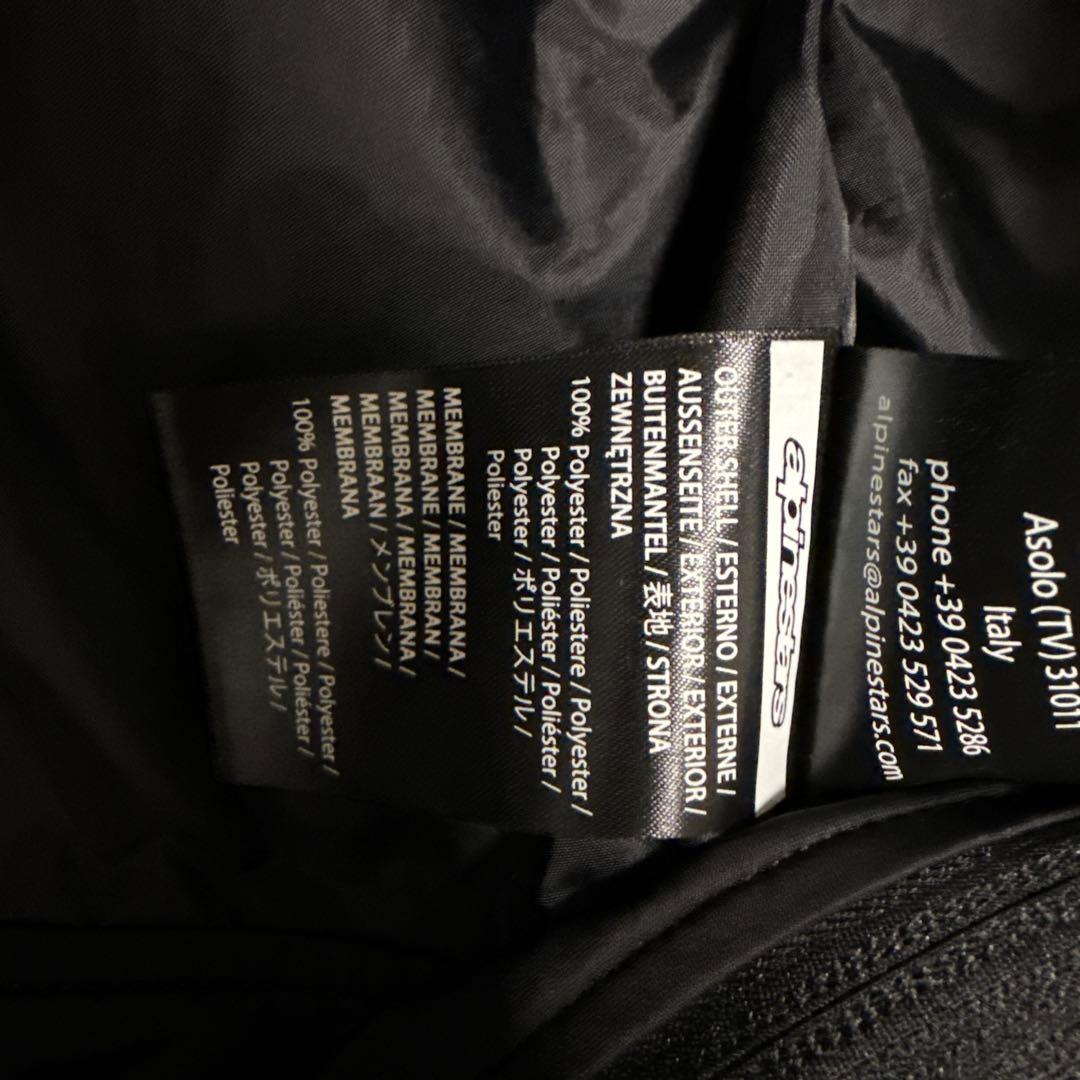 Asolo (TV) 31011
Italy
phone +39 0423 5286
fax +39 0423 529 571
alpinestars@alpinestars.com
alpinestars
OUTER SHELL / ESTERNO / EXTERNE /
AUSSENSEITE / EXTERIOR / EXTERIOR /
BUITENMANTEL / 表地 / STRONA
ZEWNĘTRZNA
100% Polyester / Poliestere / Polyester /
Polyester / Poliéster / Poliéster /
Polyester / ポリエステル /
Poliester
MEMBRANE / MEMBRANA /
MEMBRANE / MEMBRAN /
MEMBRANA / MEMBRANA /
MEMBRAAN / メンブレン /
MEMBRANA
100% Polyester / Poliestere / Polyester /
Polyester / Poliéster / Poliéster /
Polyester / ポリエステル /
Poliester